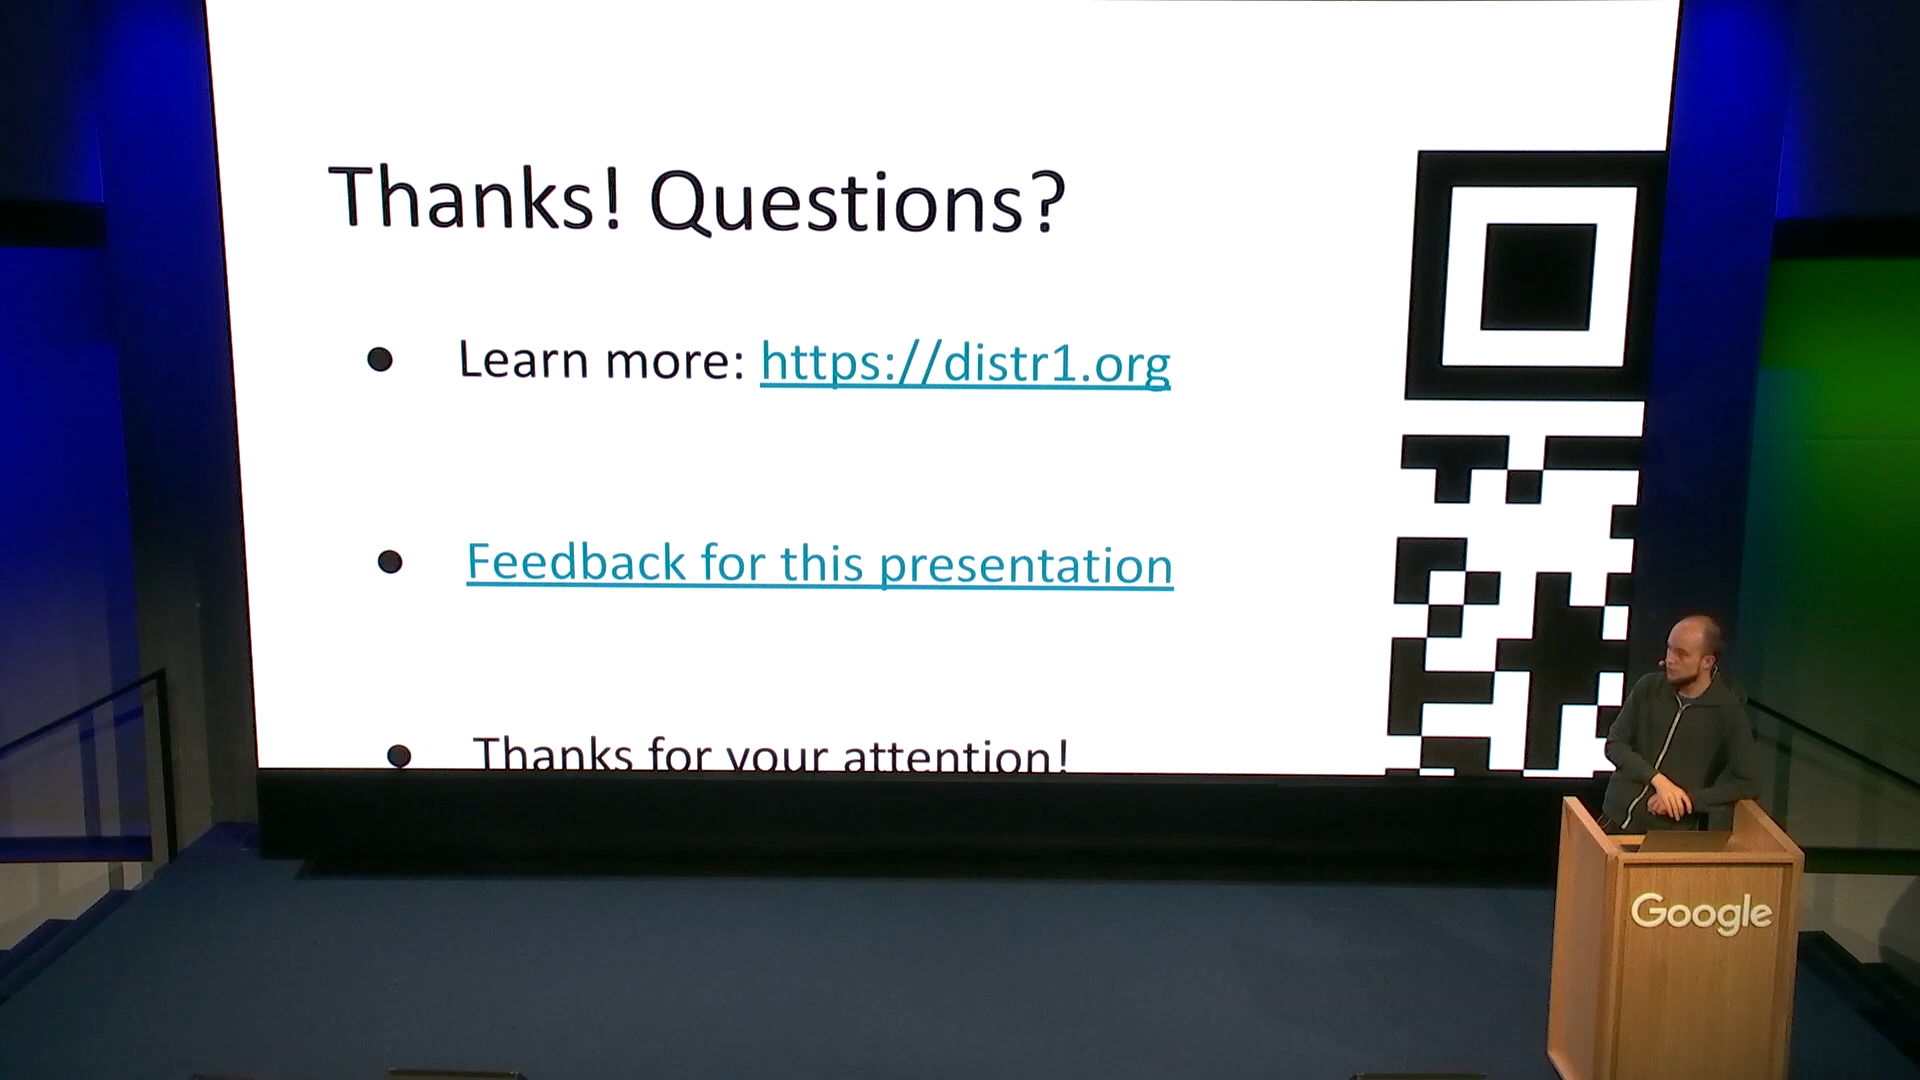 Thanks! Questions?
● Learn more: https://distr1.org
● Feedback for this presentation
● Thanks for your attention!
Google